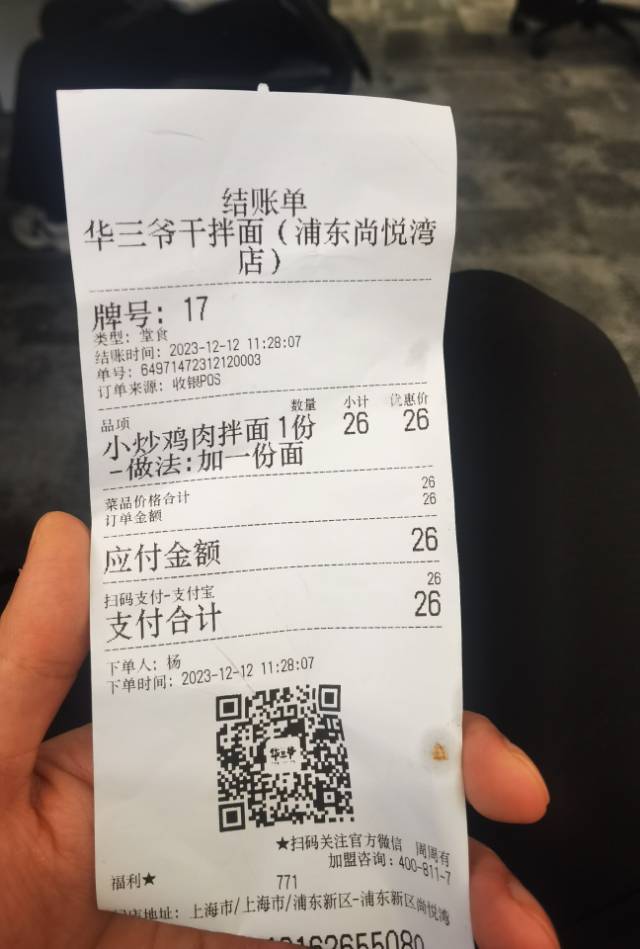 结账单
华三爷干拌面（浦东尚悦湾
店）
牌号: 17
类型: 堂食
结账时间: 2023-12-12 11:28:07
单号: 64971472312120003
订单来源: 收银POS
品项 数量 小计 优惠价
小炒鸡肉拌面 1份 26 26
-做法:加一份面
菜品价格合计 26
订单金额 26
应付金额 26
扫码支付-支付宝 26
支付合计 26
下单人: 杨
下单时间: 2023-12-12 11:28:07
华三爷
★扫码关注官方微信 周周有
加盟咨询: 400-811-7
福利★ 771
地址: 上海市/上海市/浦东新区-浦东新区尚悦湾